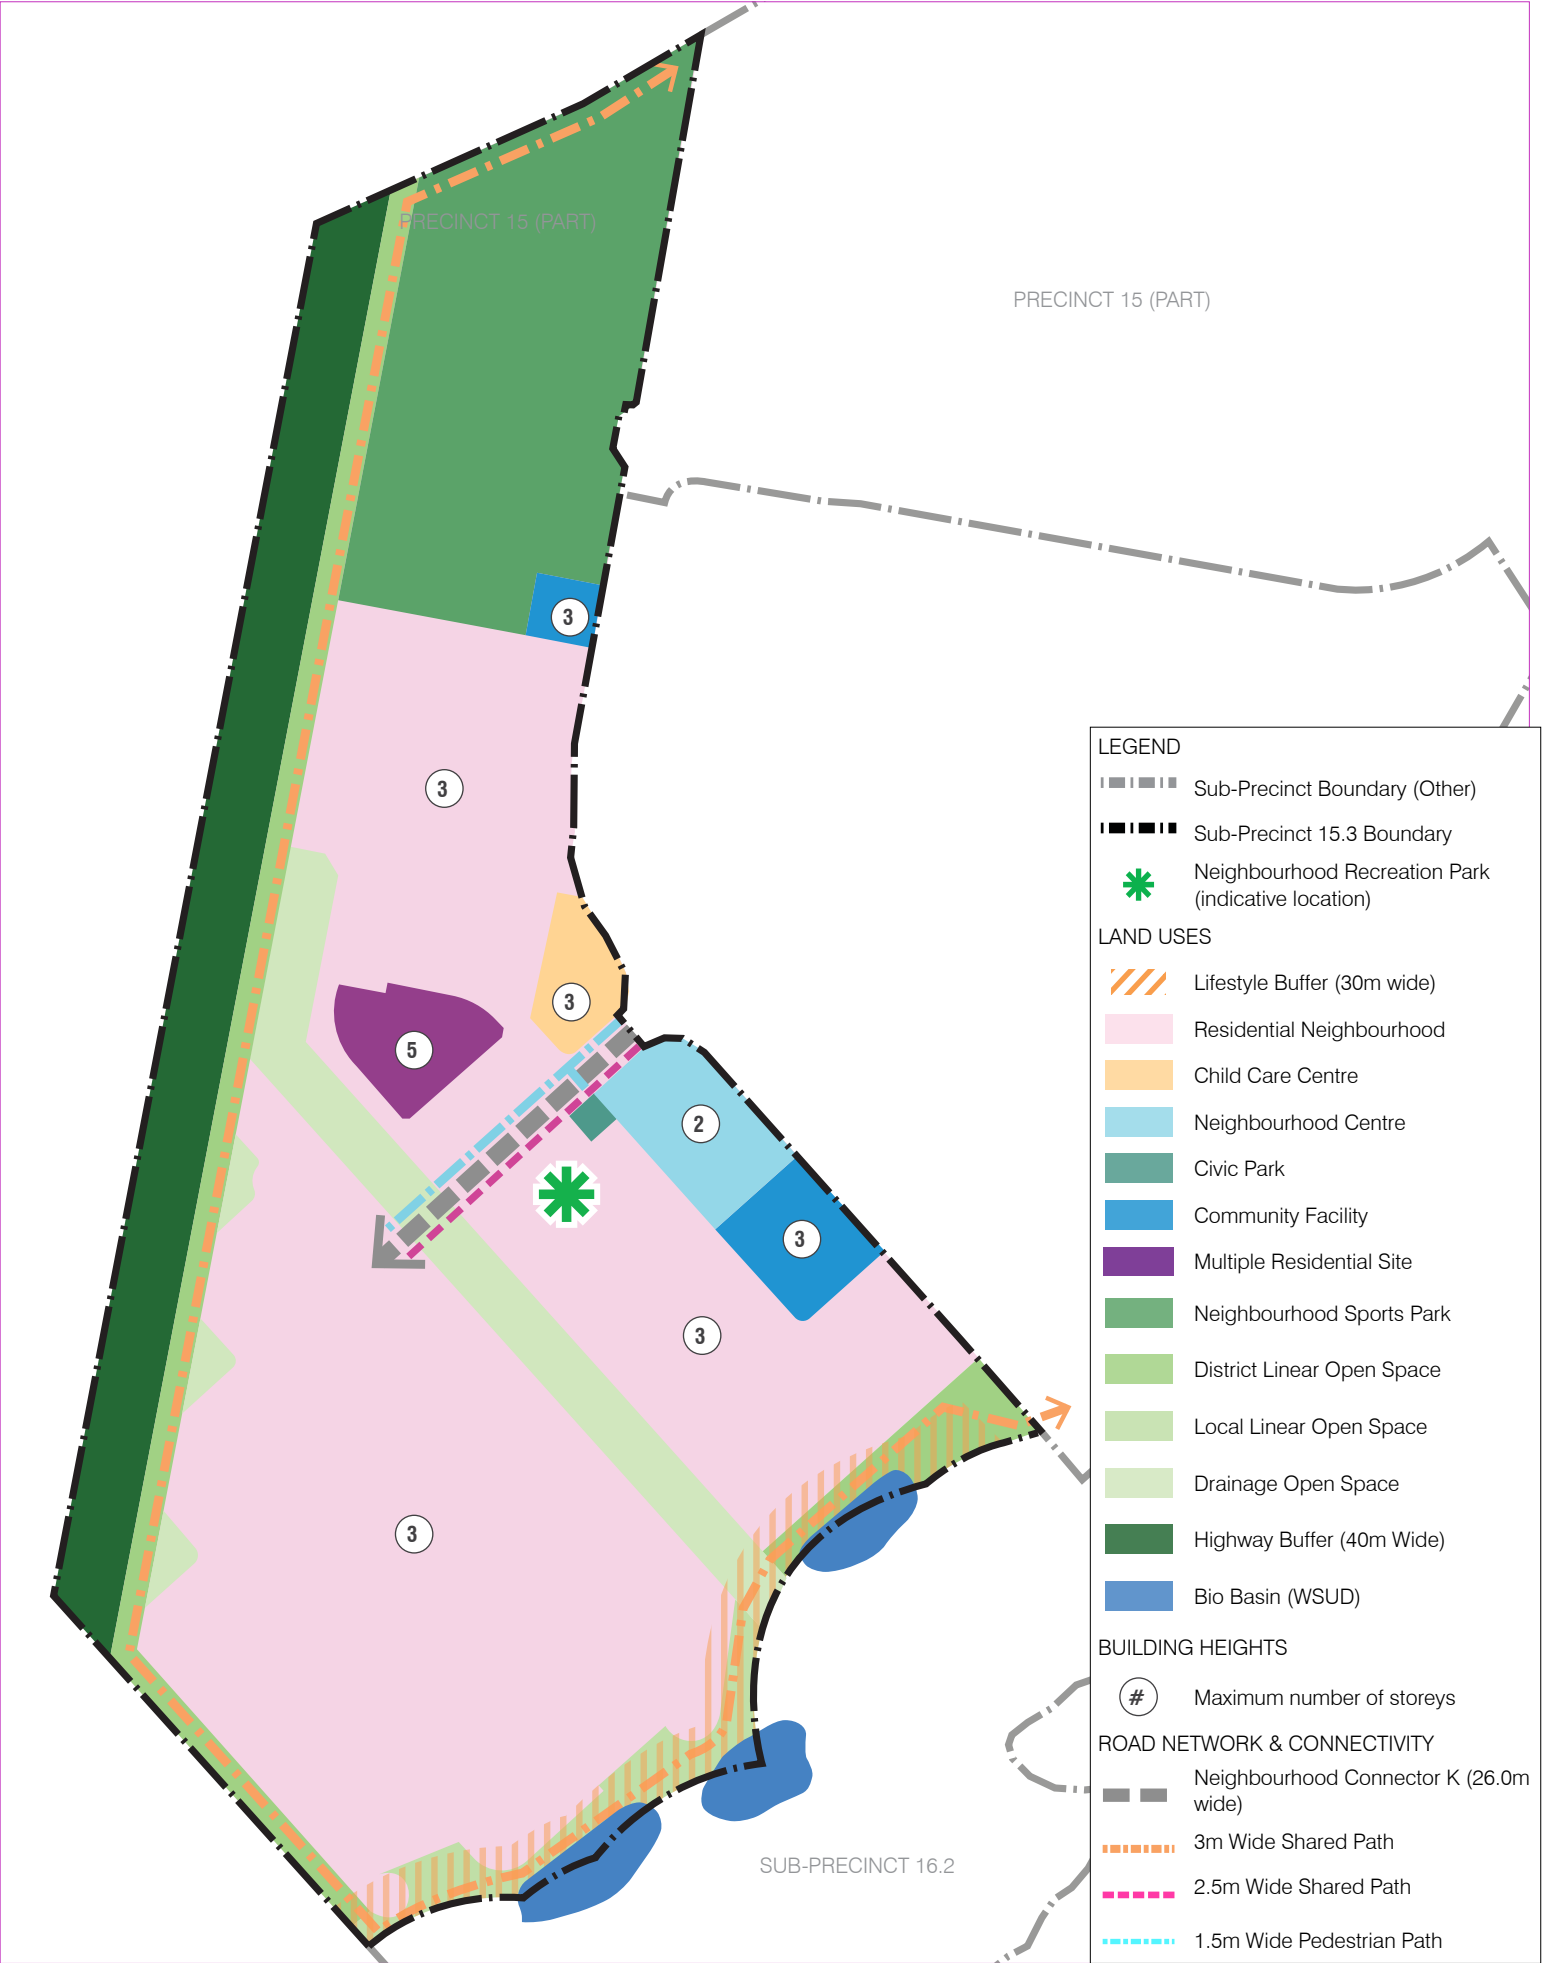 PRECINCT 15 (PART)
PRECINCT 15 (PART)
3
3
3
5
2
3
3
3
SUB-PRECINCT 16.2
LEGEND
Sub-Precinct Boundary (Other)
Sub-Precinct 15.3 Boundary
Neighbourhood Recreation Park
(indicative location)
LAND USES
Lifestyle Buffer (30m wide)
Residential Neighbourhood
Child Care Centre
Neighbourhood Centre
Civic Park
Community Facility
Multiple Residential Site
Neighbourhood Sports Park
District Linear Open Space
Local Linear Open Space
Drainage Open Space
Highway Buffer (40m Wide)
Bio Basin (WSUD)
BUILDING HEIGHTS
# Maximum number of storeys
ROAD NETWORK & CONNECTIVITY
Neighbourhood Connector K (26.0m
wide)
3m Wide Shared Path
2.5m Wide Shared Path
1.5m Wide Pedestrian Path